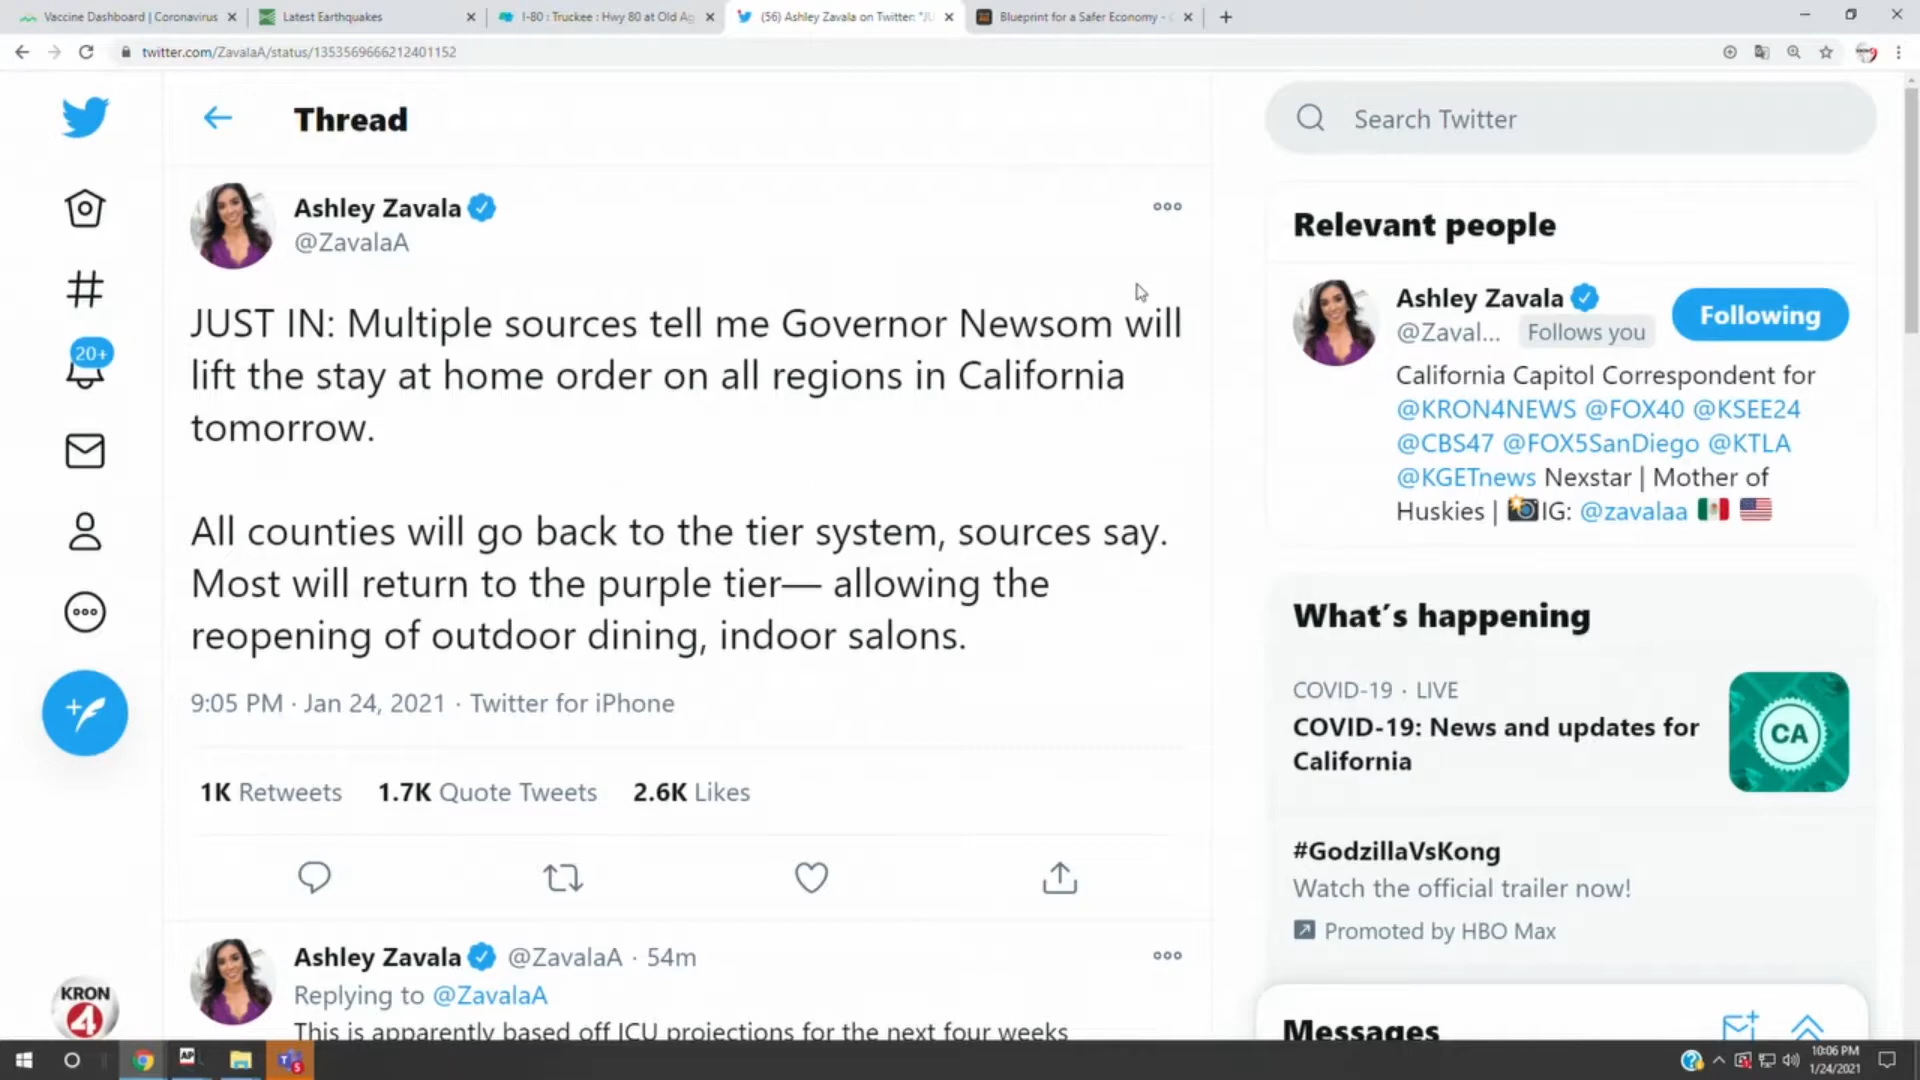 Vaccine Dashboard | Coronavirus
Latest Earthquakes
I-80 : Truckee : Hwy 80 at Old Ag
(56) Ashley Zavala on Twitter: "JU
Blueprint for a Safer Economy -
twitter.com/ZavalaA/status/1353569666212401152
Thread
Search Twitter
Ashley Zavala
@ZavalaA
JUST IN: Multiple sources tell me Governor Newsom will
lift the stay at home order on all regions in California
tomorrow.
All counties will go back to the tier system, sources say.
Most will return to the purple tier— allowing the
reopening of outdoor dining, indoor salons.
9:05 PM · Jan 24, 2021 · Twitter for iPhone
1K Retweets 1.7K Quote Tweets 2.6K Likes
Ashley Zavala @ZavalaA · 54m
Replying to @ZavalaA
This is apparently based off ICU projections for the next four weeks
20+
KRON
4
Relevant people
Ashley Zavala
@Zaval... Follows you
Following
California Capitol Correspondent for
@KRON4NEWS @FOX40 @KSEE24
@CBS47 @FOX5SanDiego @KTLA
@KGETnews Nexstar | Mother of
Huskies | 📸IG: @zavalaa 🇲🇽 🇺🇸
What's happening
COVID-19 · LIVE
COVID-19: News and updates for
California
CA
#GodzillaVsKong
Watch the official trailer now!
Promoted by HBO Max
Messages
AP
T
5
10:06 PM
1/24/2021